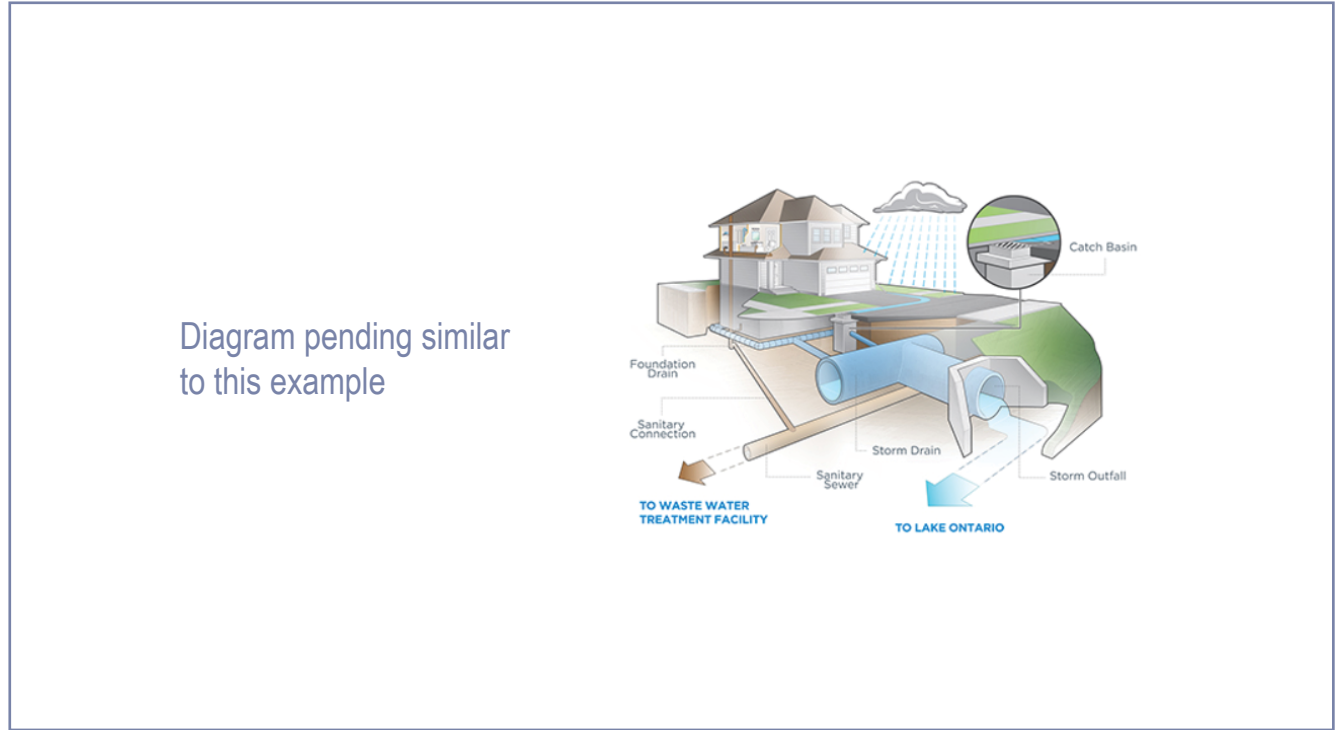 Diagram pending similar
to this example
Catch Basin
Foundation
Drain
Sanitary
Connection
Storm Drain
Sanitary
Sewer
Storm Outfall
TO WASTE WATER
TREATMENT FACILITY
TO LAKE ONTARIO